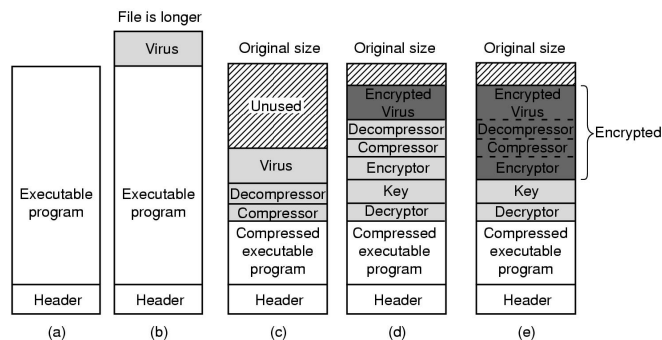 File is longer
Virus
Executable
program
Header
(a)
Executable
program
Header
(b)
Original size
Unused
Virus
Decompressor
Compressor
Compressed
executable
program
Header
(c)
Original size
Encrypted
Virus
Decompressor
Compressor
Encryptor
Key
Decryptor
Compressed
executable
program
Header
(d)
Original size
Encrypted
Virus
Decompressor
Compressor
Encryptor
Key
Decryptor
Compressed
executable
program
Header
(e)
Encrypted